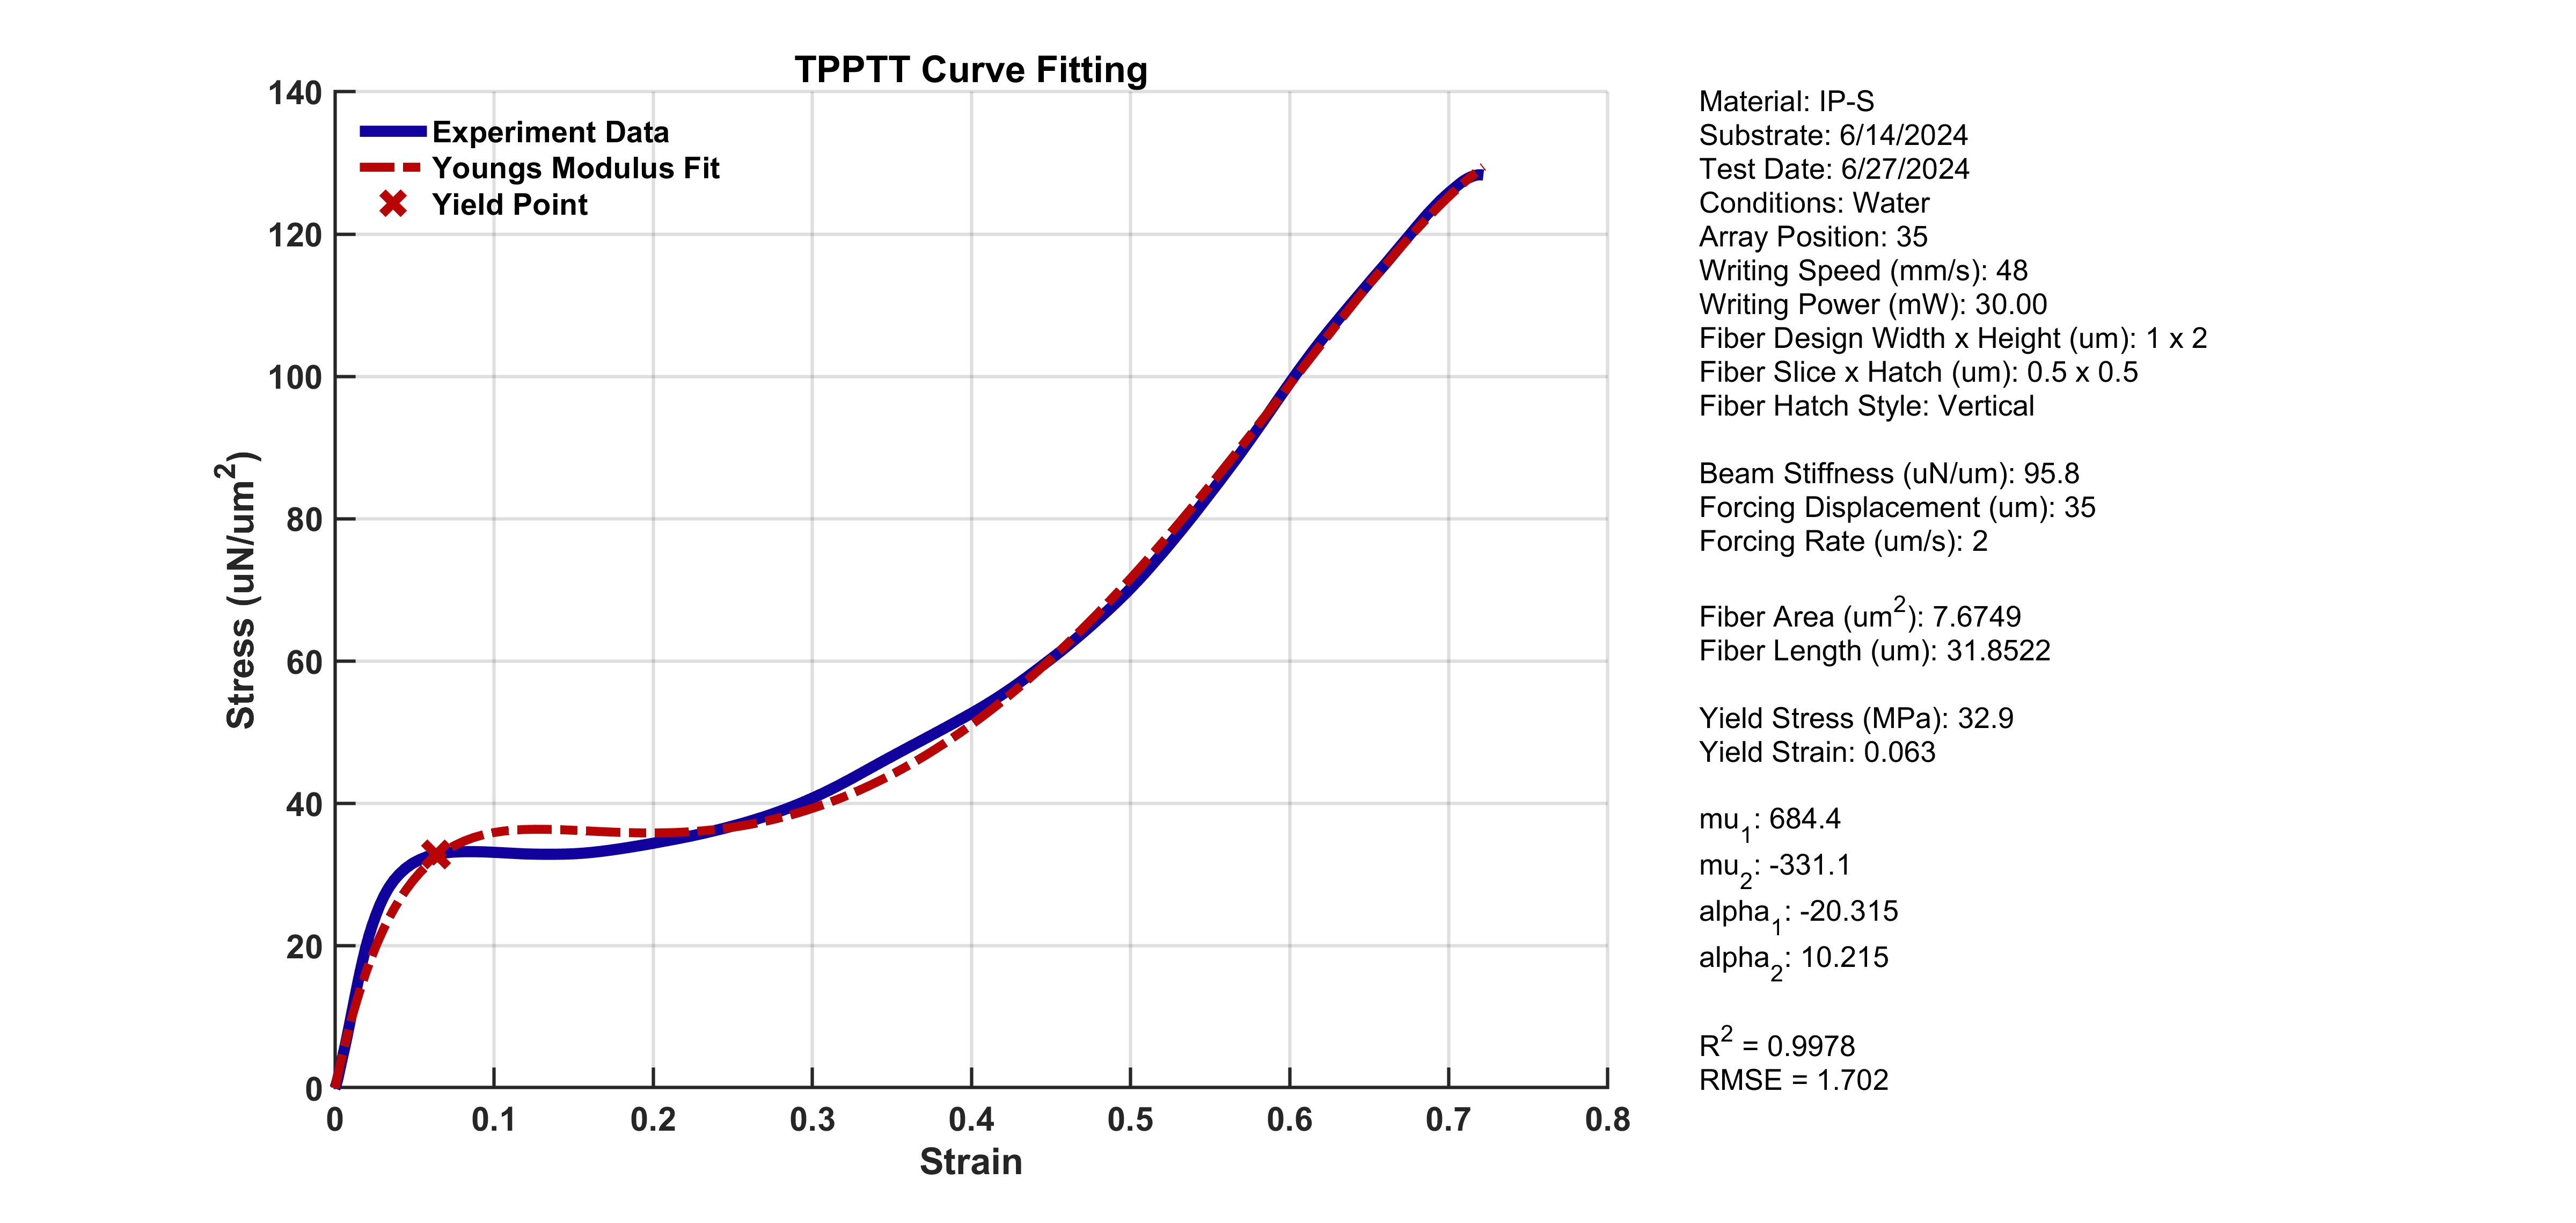 TPPTT Curve Fitting
140
120
100
80
60
40
20
0
Stress (uN/um²)
Experiment Data
Youngs Modulus Fit
Yield Point
0 0.1 0.2 0.3 0.4 0.5 0.6 0.7 0.8
Strain
Material: IP-S
Substrate: 6/14/2024
Test Date: 6/27/2024
Conditions: Water
Array Position: 35
Writing Speed (mm/s): 48
Writing Power (mW): 30.00
Fiber Design Width x Height (um): 1 x 2
Fiber Slice x Hatch (um): 0.5 x 0.5
Fiber Hatch Style: Vertical
Beam Stiffness (uN/um): 95.8
Forcing Displacement (um): 35
Forcing Rate (um/s): 2
Fiber Area (um²): 7.6749
Fiber Length (um): 31.8522
Yield Stress (MPa): 32.9
Yield Strain: 0.063
mu₁: 684.4
mu₂: -331.1
alpha₁: -20.315
alpha₂: 10.215
R² = 0.9978
RMSE = 1.702